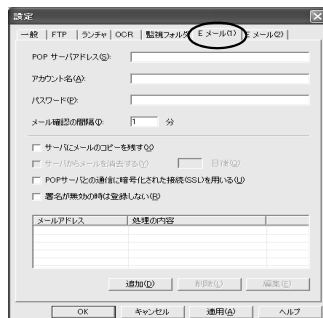 設定
一般 FTP ランチャ OCR 監視フォルダ Eメール(1) Eメール(2)
POP サーバアドレス(S):
アカウント名(A):
パスワード(P):
メール確認の間隔(I): 1 分
サーバにメールのコピーを残す(X)
サーバからメールを消去する(Y) 日後(Q)
POPサーバとの通信に暗号化された接続(SSL)を用いる(U)
署名が無効の時は登録しない(R)
メールアドレス 処理の内容
追加(D) 削除(L) 編集(E)
OK キャンセル 適用(A) ヘルプ